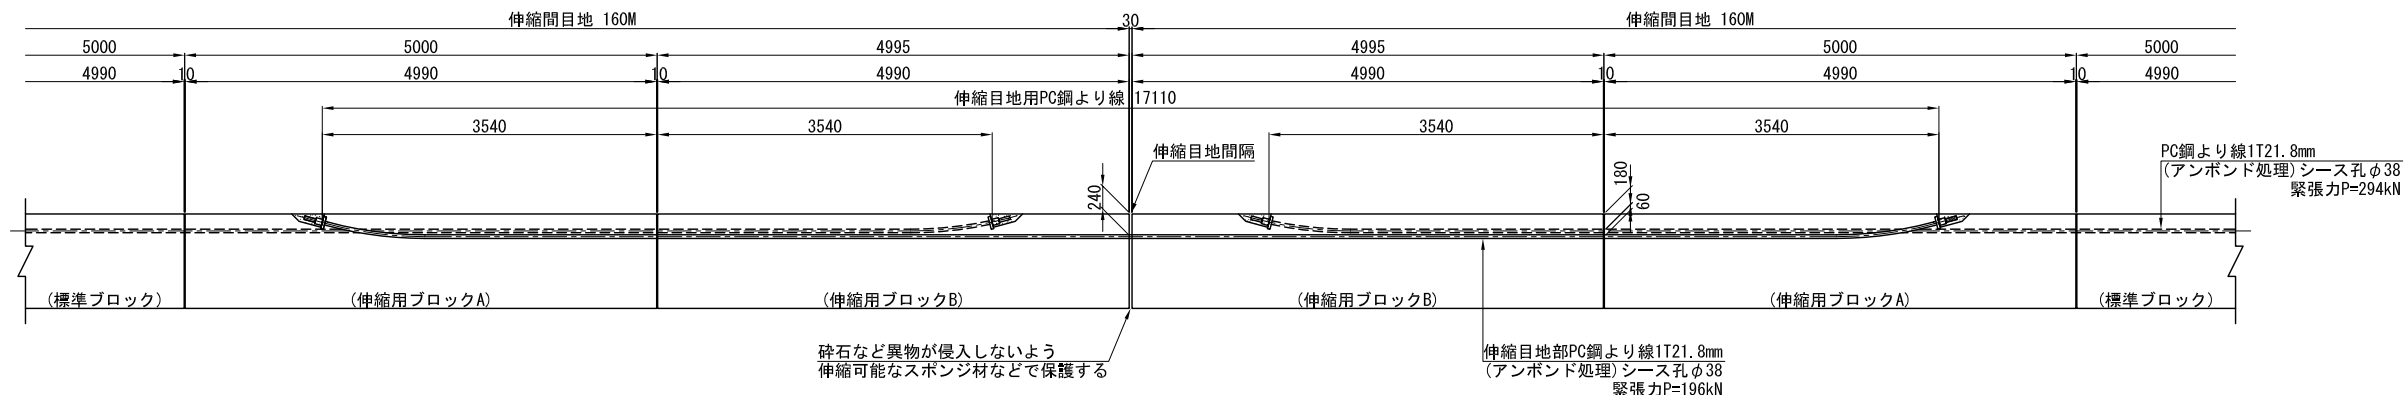 伸縮間目地 160M
30
伸縮間目地 160M
5000
5000
4995
4995
5000
5000
4990
10
4990
10
4990
4990
10
4990
10
4990
伸縮目地用PC鋼より線 17110
3540
3540
3540
3540
伸縮目地間隔
240
180
60
PC鋼より線1T21.8mm
(アンボンド処理)シース孔φ38
緊張力P=294kN
(標準ブロック)
(伸縮用ブロックA)
(伸縮用ブロックB)
(伸縮用ブロックB)
(伸縮用ブロックA)
(標準ブロック)
砕石など異物が侵入しないよう
伸縮可能なスポンジ材などで保護する
伸縮目地部PC鋼より線1T21.8mm
(アンボンド処理)シース孔φ38
緊張力P=196kN